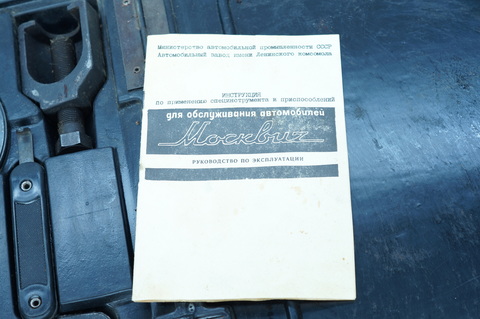 Министерство автомобильной промышленности СССР
Автомобильный завод имени Ленинского комсомола
ИНСТРУКЦИЯ
по применению специнструмента и приспособлений
для обслуживания автомобилей
Москвич
РУКОВОДСТВО ПО ЭКСПЛУАТАЦИИ